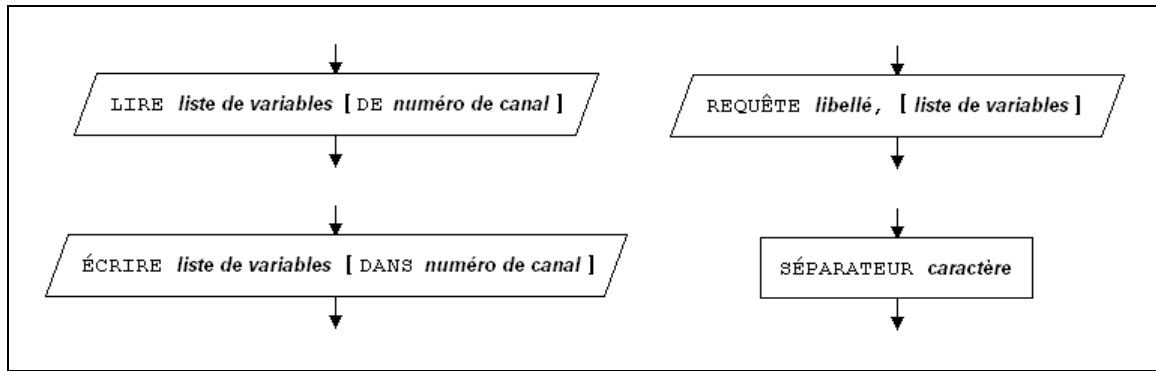 LIRE liste de variables [ DE numéro de canal ]
REQUÊTE libellé, [ liste de variables ]
ÉCRIRE liste de variables [ DANS numéro de canal ]
SÉPARATEUR caractère